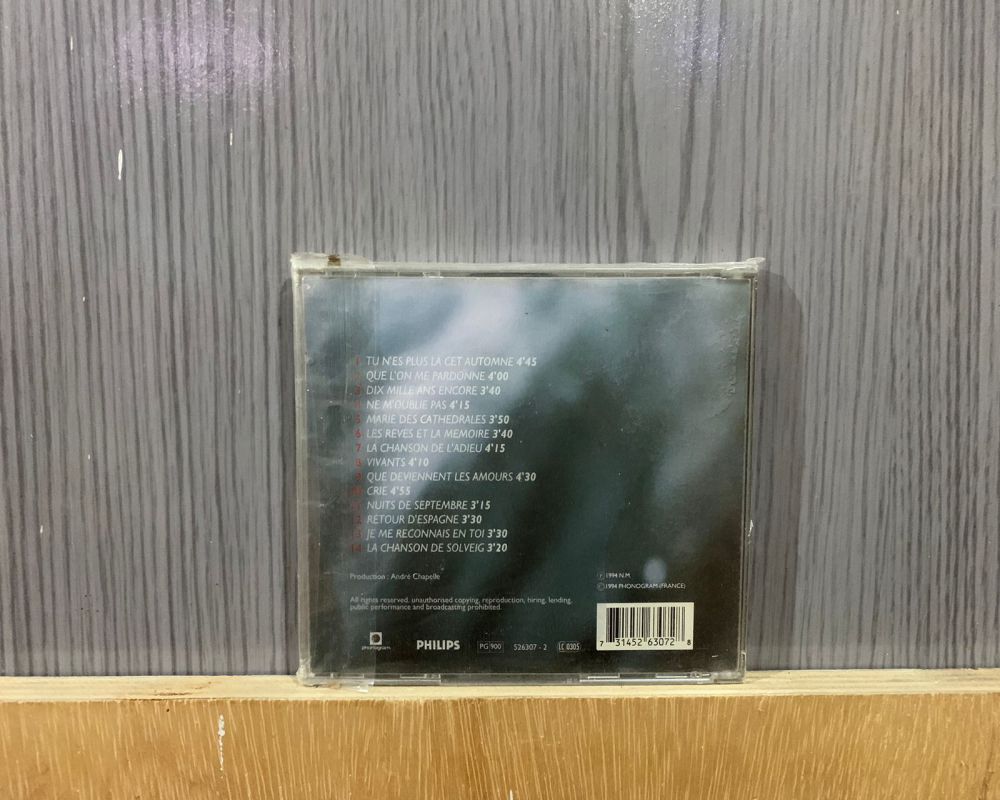 1 TU N'ES PLUS LA CET AUTOMNE 4'45
2 QUE L'ON ME PARDONNE 4'00
3 DIX MILLE ANS ENCORE 3'40
4 NE M'OUBLIE PAS 4'15
5 MARIE DES CATHEDRALES 3'50
6 LES REVES ET LA MEMOIRE 3'40
7 LA CHANSON DE L'ADIEU 4'15
8 VIVANTS 4'10
9 QUE DEVIENNENT LES AMOURS 4'30
10 CRIE 4'55
11 NUITS DE SEPTEMBRE 3'15
12 RETOUR D'ESPAGNE 3'30
13 JE ME RECONNAIS EN TOI 3'30
14 LA CHANSON DE SOLVEIG 3'20
Production : André Chapelle
℗ 1994 N.M.
© 1994 PHONOGRAM (FRANCE)
All rights reserved, unauthorised copying, reproduction, hiring, lending,
public performance and broadcasting prohibited.
phonogram
PHILIPS
PG 900
526307 - 2
LC 0305
7 31452 63072 8